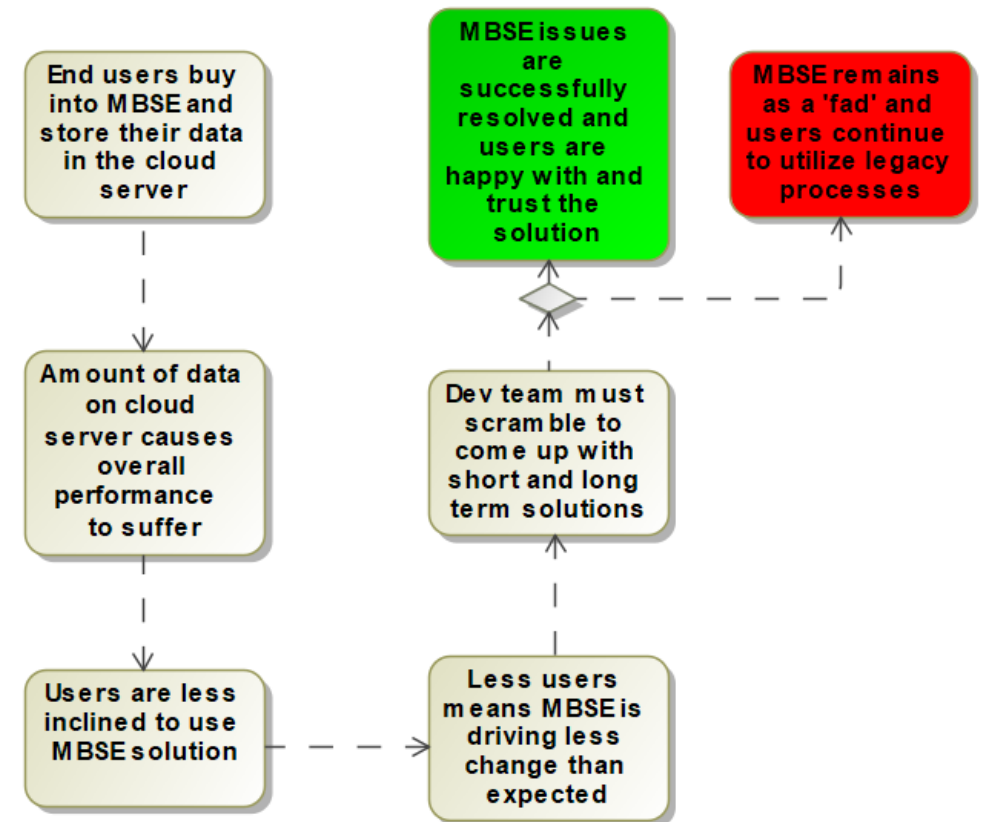 End users buy
into MBSE and
store their data
in the cloud
server
Amount of data
on cloud
server causes
overall
performance
to suffer
Users are less
inclined to use
MBSE solution
Less users
means MBSE is
driving less
change than
expected
Dev team must
scramble to
come up with
short and long
term solutions
MBSE issues
are
successfully
resolved and
users are
happy with and
trust the
solution
MBSE remains
as a 'fad' and
users continue
to utilize legacy
processes